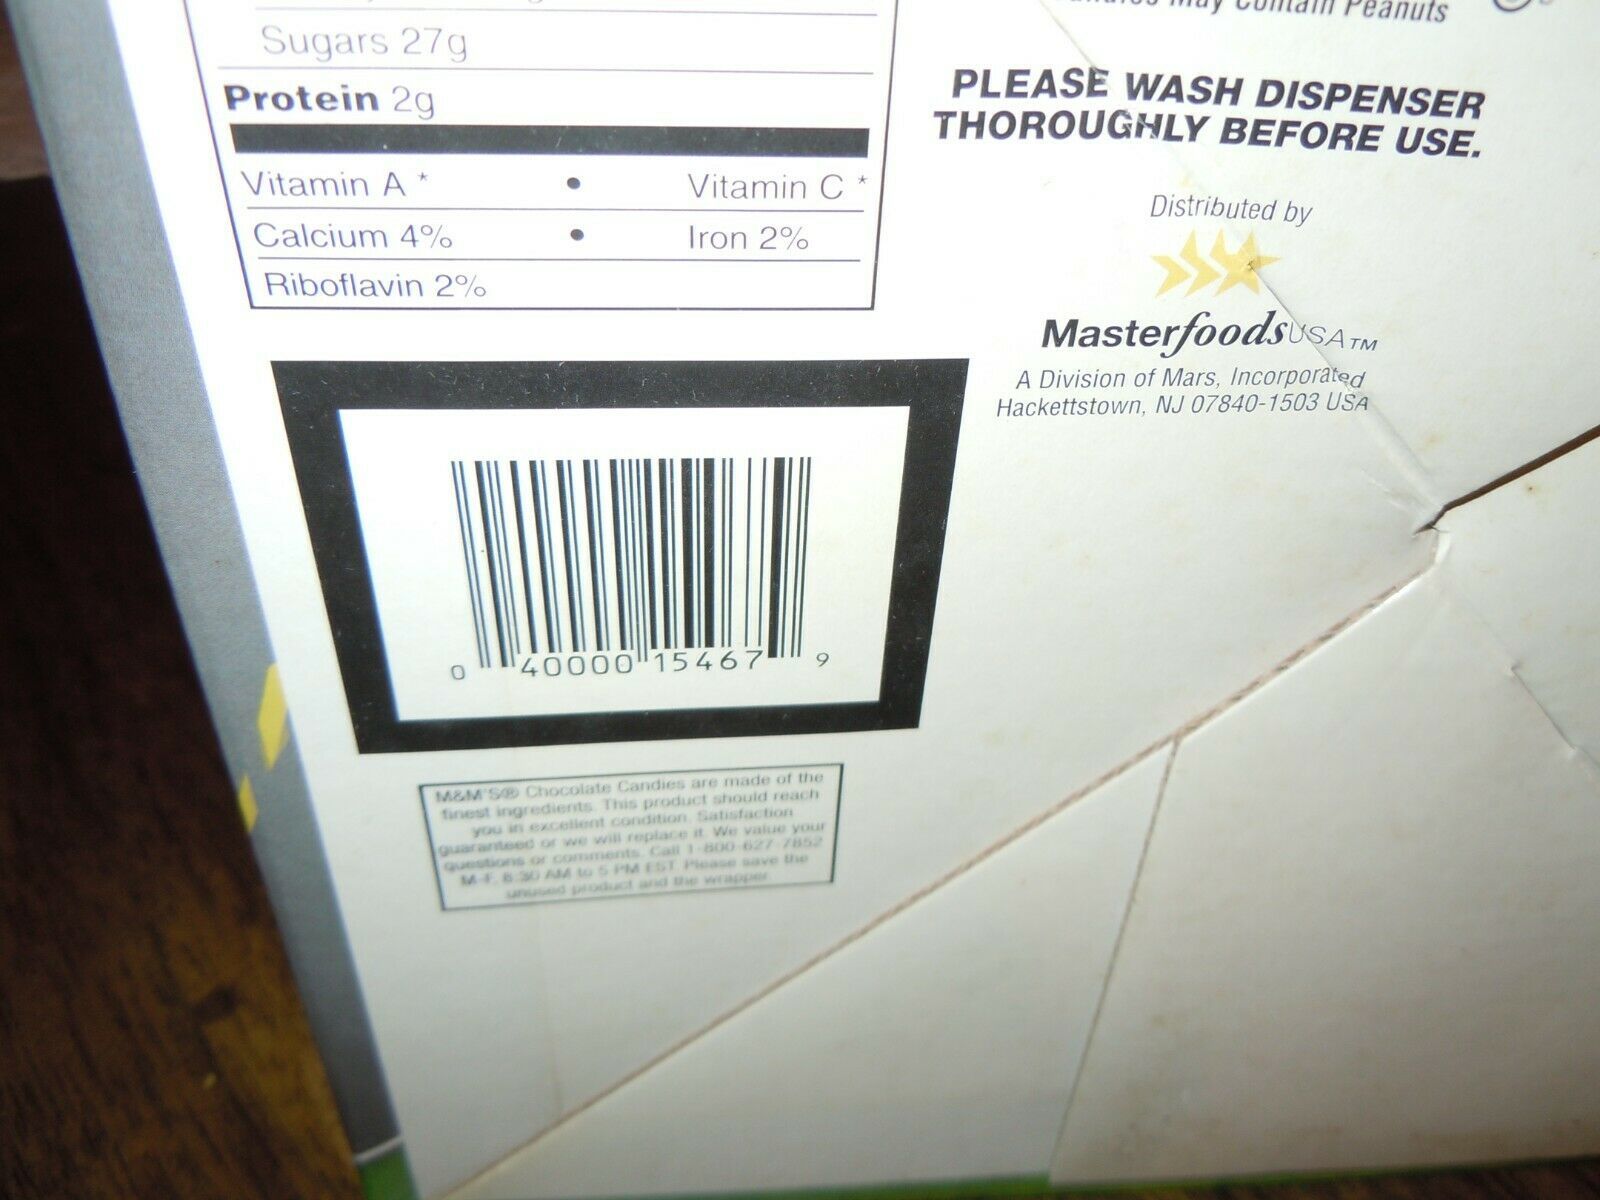 Sugars 27g
Protein 2g
Vitamin A * • Vitamin C *
Calcium 4% • Iron 2%
Riboflavin 2%
May Contain Peanuts
PLEASE WASH DISPENSER
THOROUGHLY BEFORE USE.
Distributed by
MasterfoodsUSA™
A Division of Mars, Incorporated
Hackettstown, NJ 07840-1503 USA
0 40000 15467 9
M&M'S® Chocolate Candies are made of the
finest ingredients. This product should reach
you in excellent condition. Satisfaction
guaranteed or we will replace it. We value your
questions or comments. Call 1-800-627-7852
M-F, 8:30 AM to 5 PM EST. Please save the
unused product and the wrapper.